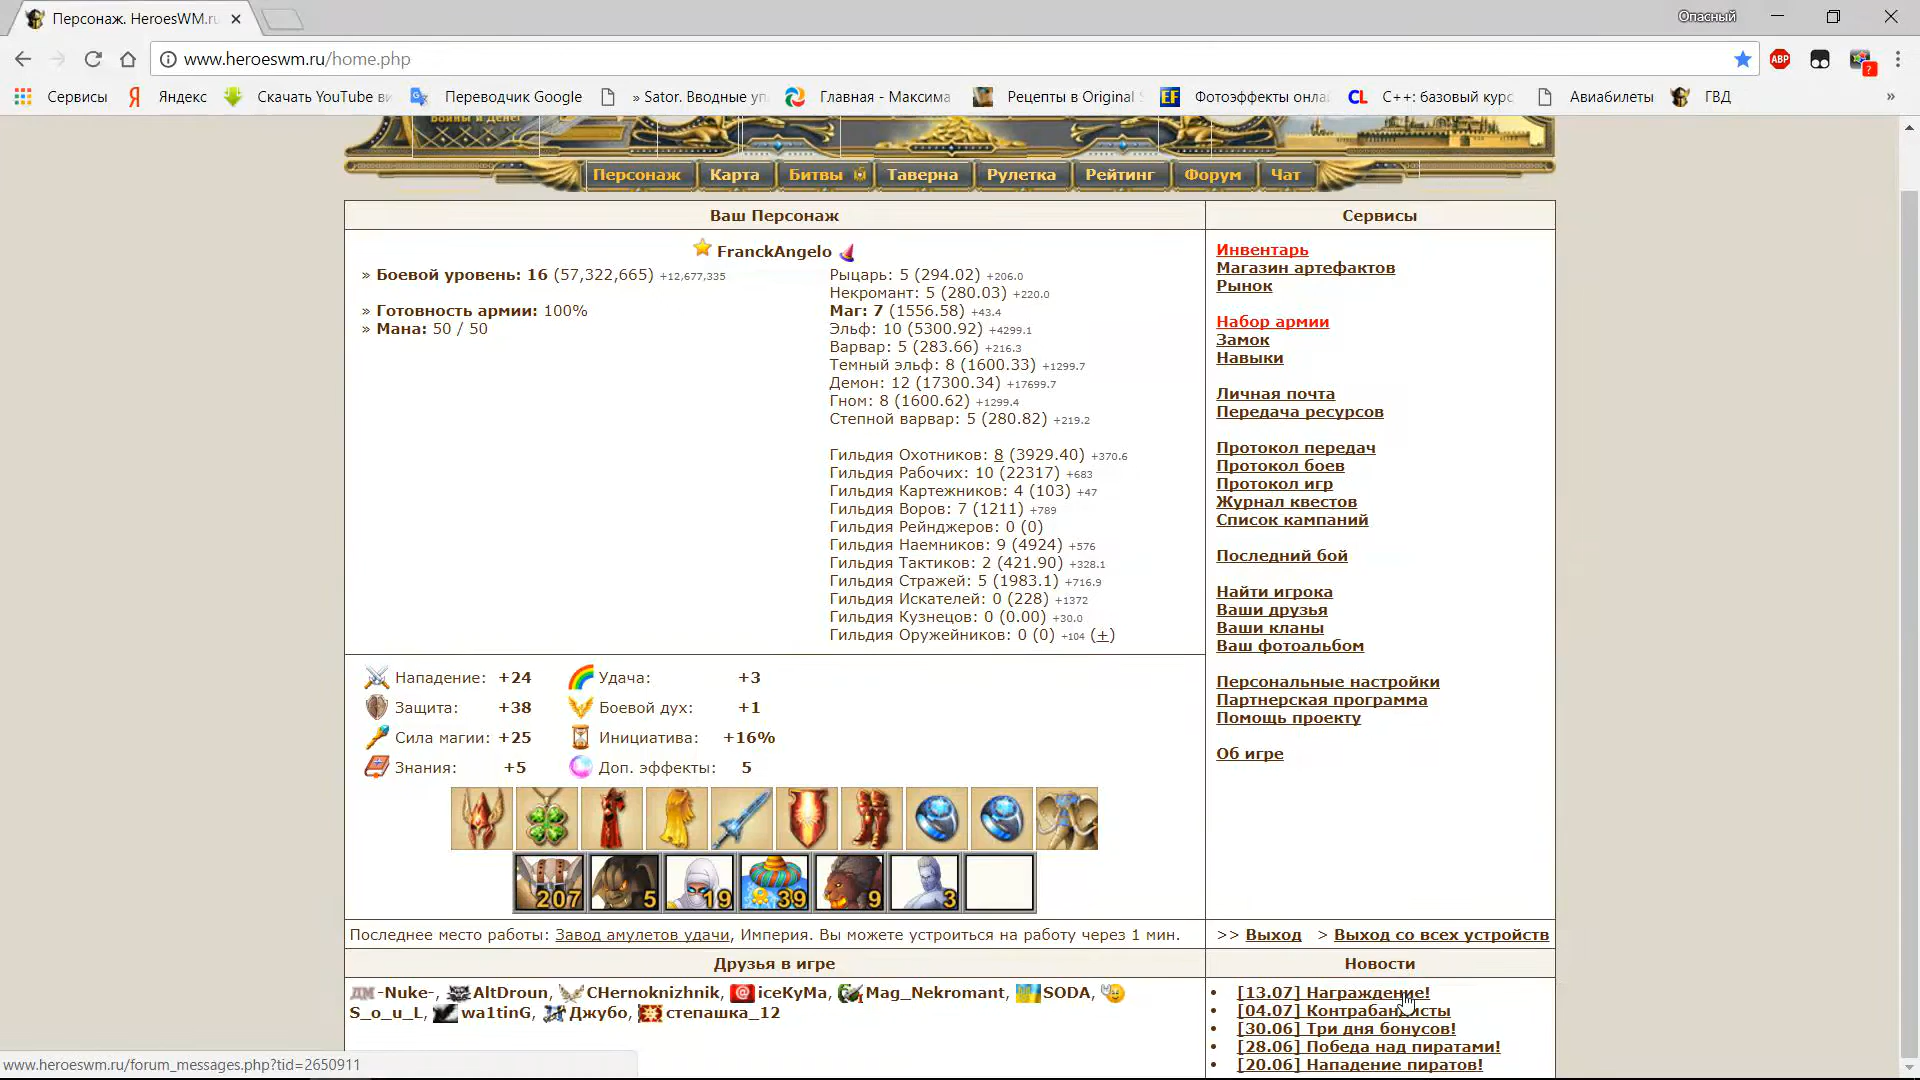 Персонаж. HeroesWM.ru
Опасный
www.heroeswm.ru/home.php
ABP
?
Сервисы
Я Яндекс
Скачать YouTube ви
Переводчик Google
» Sator. Вводные уп
Главная - Максима
Рецепты в Original
EF Фотоэффекты онла
CL C++: базовый курс
Авиабилеты
ГВД
»
Войны и Денег
Персонаж Карта Битвы Таверна Рулетка Рейтинг Форум Чат
Ваш Персонаж
FranckAngelo
» Боевой уровень: 16 (57,322,665) +12,677,335
» Готовность армии: 100%
» Мана: 50 / 50
Рыцарь: 5 (294.02) +206.0
Некромант: 5 (280.03) +220.0
Маг: 7 (1556.58) +43.4
Эльф: 10 (5300.92) +4299.1
Варвар: 5 (283.66) +216.3
Темный эльф: 8 (1600.33) +1299.7
Демон: 12 (17300.34) +17699.7
Гном: 8 (1600.62) +1299.4
Степной варвар: 5 (280.82) +219.2
Гильдия Охотников: 8 (3929.40) +370.6
Гильдия Рабочих: 10 (22317) +683
Гильдия Картежников: 4 (103) +47
Гильдия Воров: 7 (1211) +789
Гильдия Рейнджеров: 0 (0)
Гильдия Наемников: 9 (4924) +576
Гильдия Тактиков: 2 (421.90) +328.1
Гильдия Стражей: 5 (1983.1) +716.9
Гильдия Искателей: 0 (228) +1372
Гильдия Кузнецов: 0 (0.00) +30.0
Гильдия Оружейников: 0 (0) +104 (+)
Нападение: +24 Удача: +3
Защита: +38 Боевой дух: +1
Сила магии: +25 Инициатива: +16%
Знания: +5 Доп. эффекты: 5
207 5 19 39 9 3
Последнее место работы: Завод амулетов удачи, Империя. Вы можете устроиться на работу через 1 мин.
Друзья в игре
ДМ -Nuke-, AltDroun, CHernoknizhnik, iceKyMa, Mag_Nekromant, SODA,
S_o_u_L, wa1tinG, Джубо, степашка_12
Сервисы
Инвентарь
Магазин артефактов
Рынок
Набор армии
Замок
Навыки
Личная почта
Передача ресурсов
Протокол передач
Протокол боев
Протокол игр
Журнал квестов
Список кампаний
Последний бой
Найти игрока
Ваши друзья
Ваши кланы
Ваш фотоальбом
Персональные настройки
Партнерская программа
Помощь проекту
Об игре
>> Выход > Выход со всех устройств
Новости
• [13.07] Награждение!
• [04.07] Контрабандисты
• [30.06] Три дня бонусов!
• [28.06] Победа над пиратами!
• [20.06] Нападение пиратов!
www.heroeswm.ru/forum_messages.php?tid=2650911